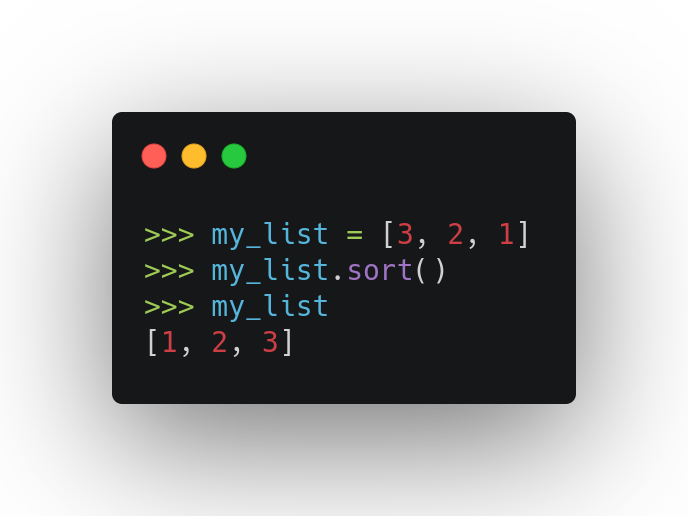 >>> my_list = [3, 2, 1]
>>> my_list.sort()
>>> my_list
[1, 2, 3]